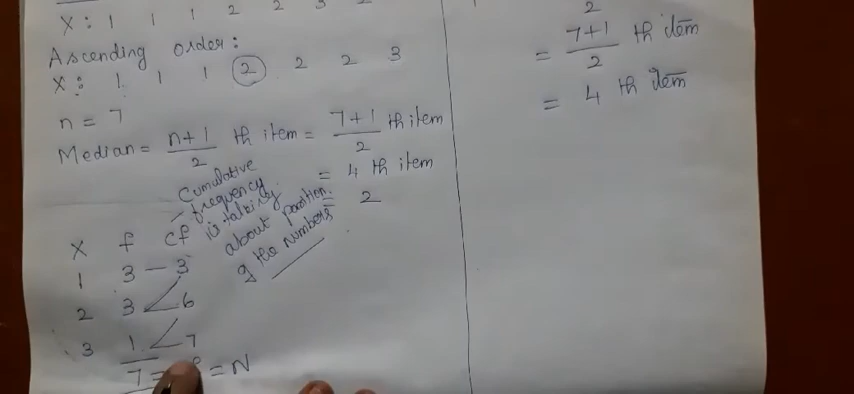 X : 1 1 1 2 2 3 2
Ascending order :
X : 1 1 1 2 2 2 3
n = 7
Median = n+1/2 th item = 7+1/2 th item
= 4 th item
= 2
Cumulative
frequency
is talking
about position
of the numbers
X f cf
1 3 — 3
2 3 6
3 1 7
7 = = N
2
= 7+1/2 th item
= 4 th item